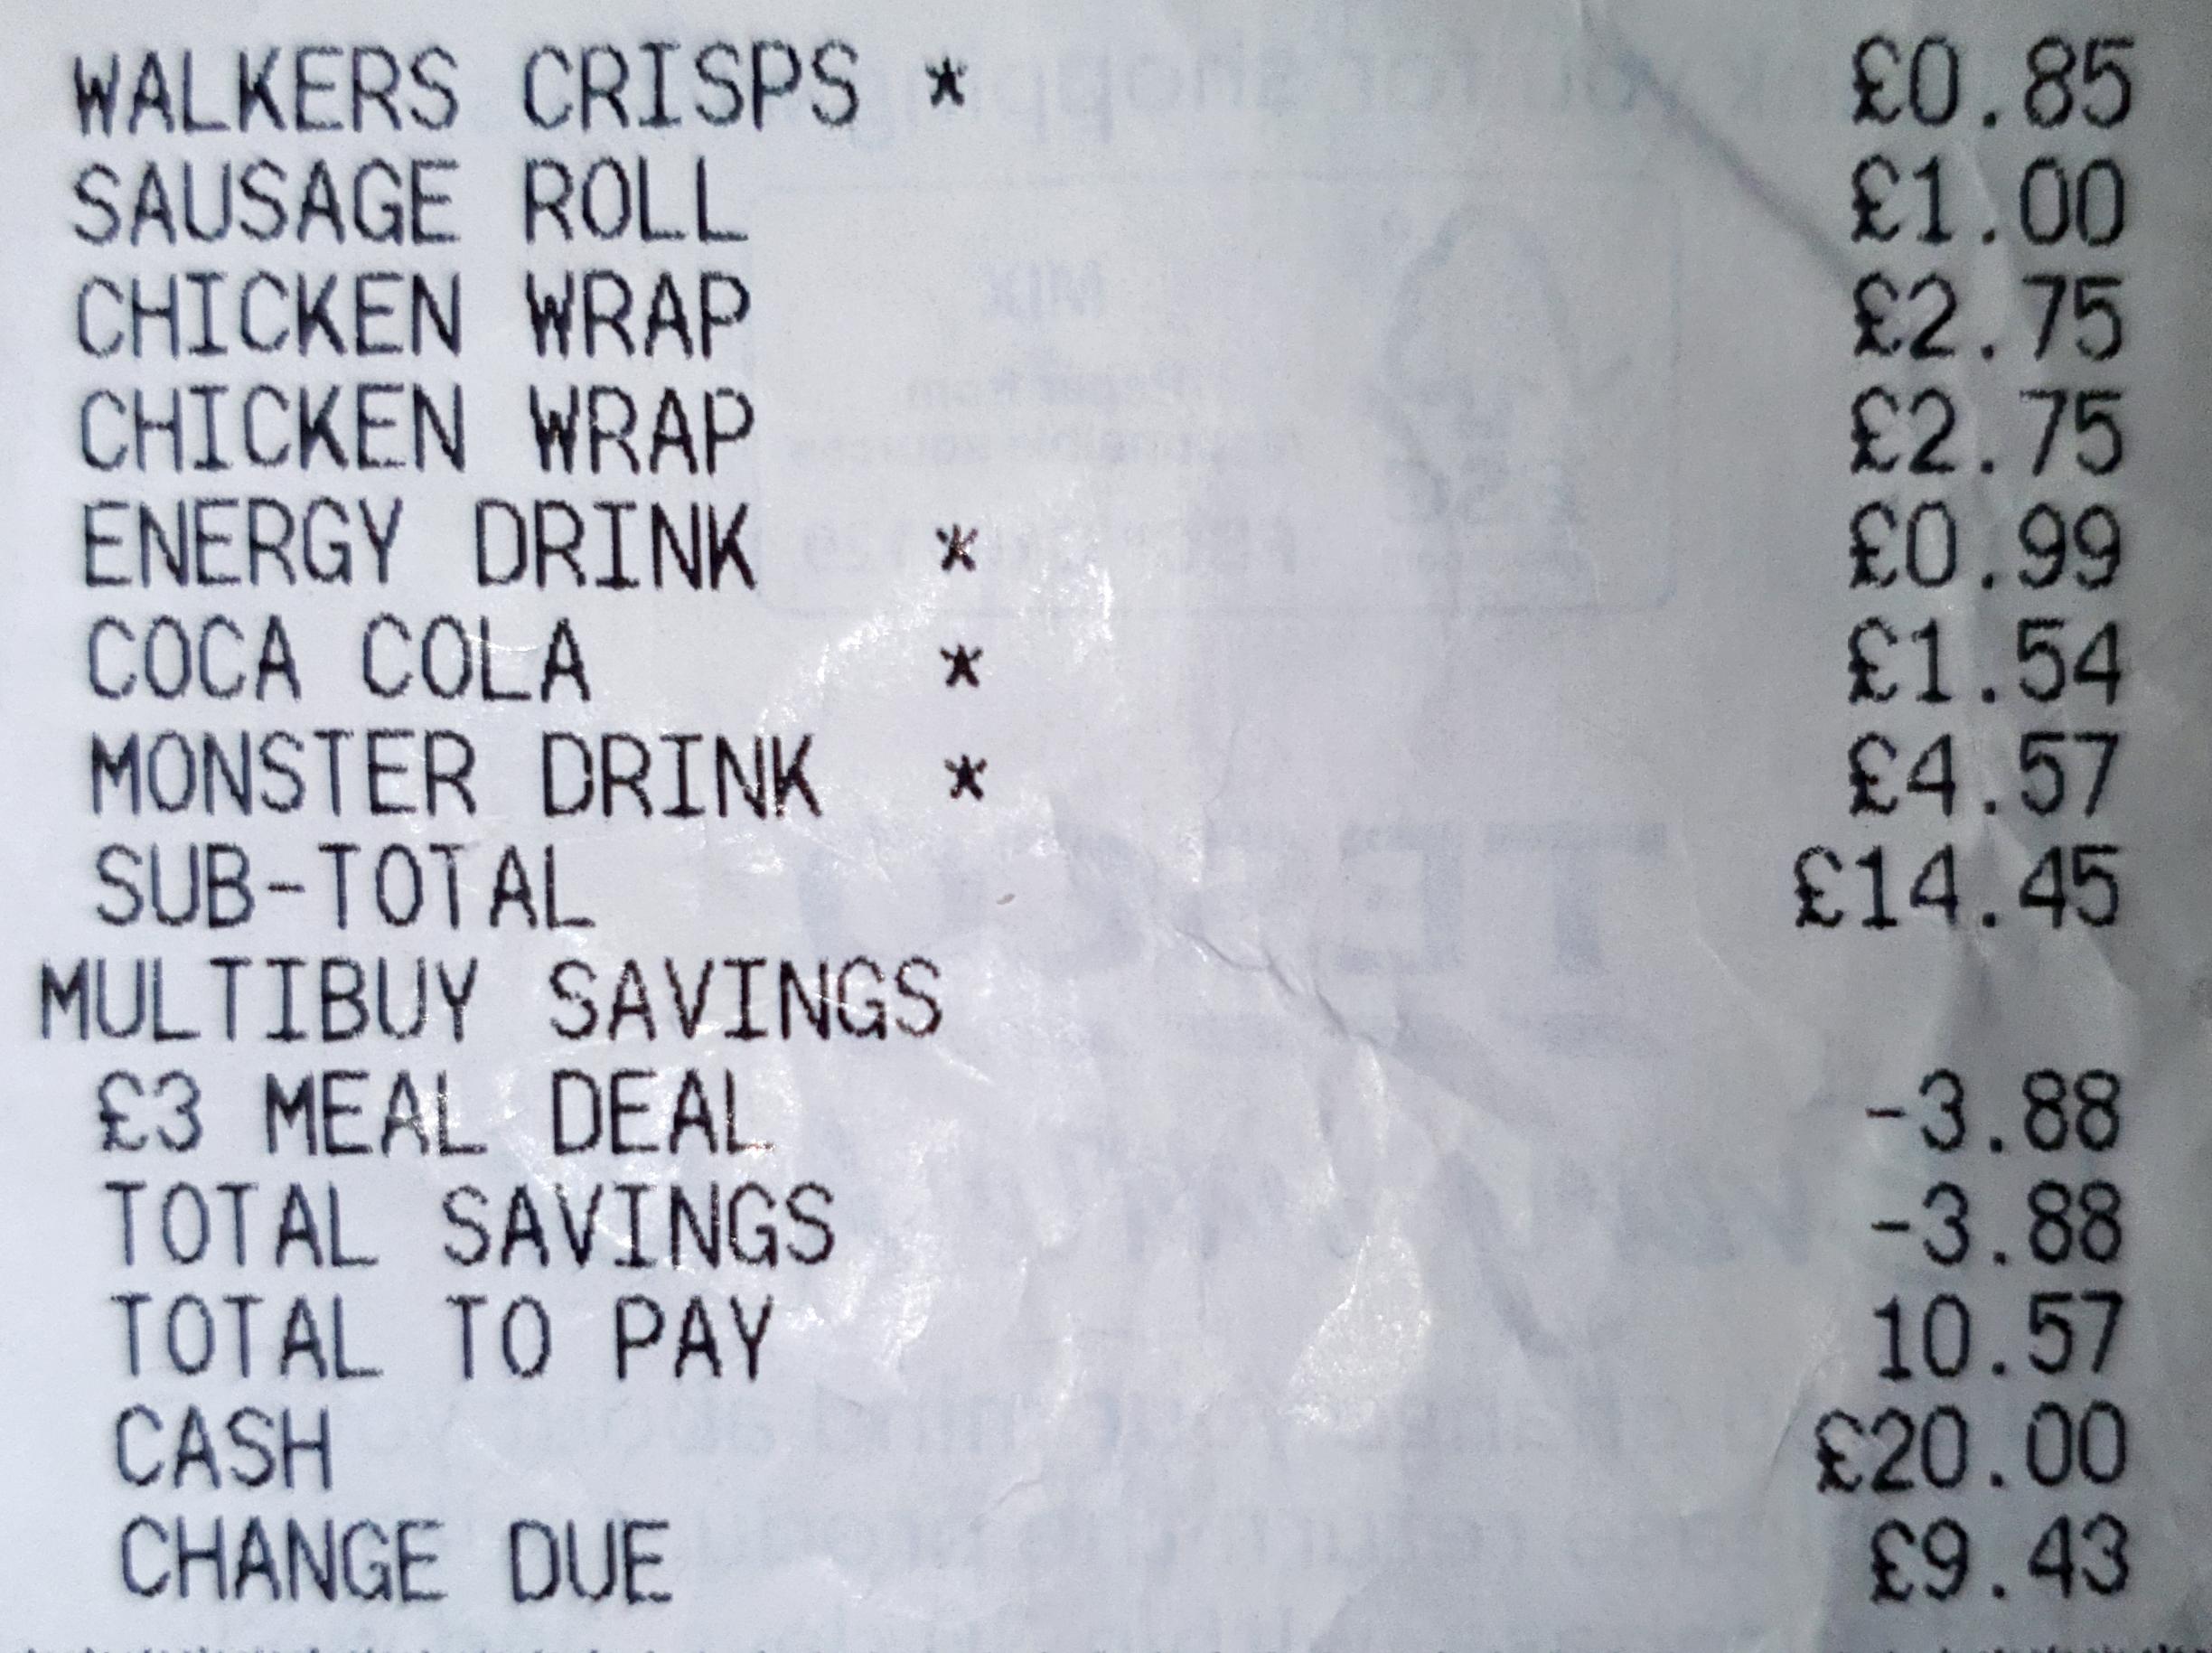 WALKERS CRISPS * £0.85
SAUSAGE ROLL £1.00
CHICKEN WRAP £2.75
CHICKEN WRAP £2.75
ENERGY DRINK * £0.99
COCA COLA * £1.54
MONSTER DRINK * £4.57
SUB-TOTAL £14.45
MULTIBUY SAVINGS
£3 MEAL DEAL -3.88
TOTAL SAVINGS -3.88
TOTAL TO PAY 10.57
CASH £20.00
CHANGE DUE £9.43